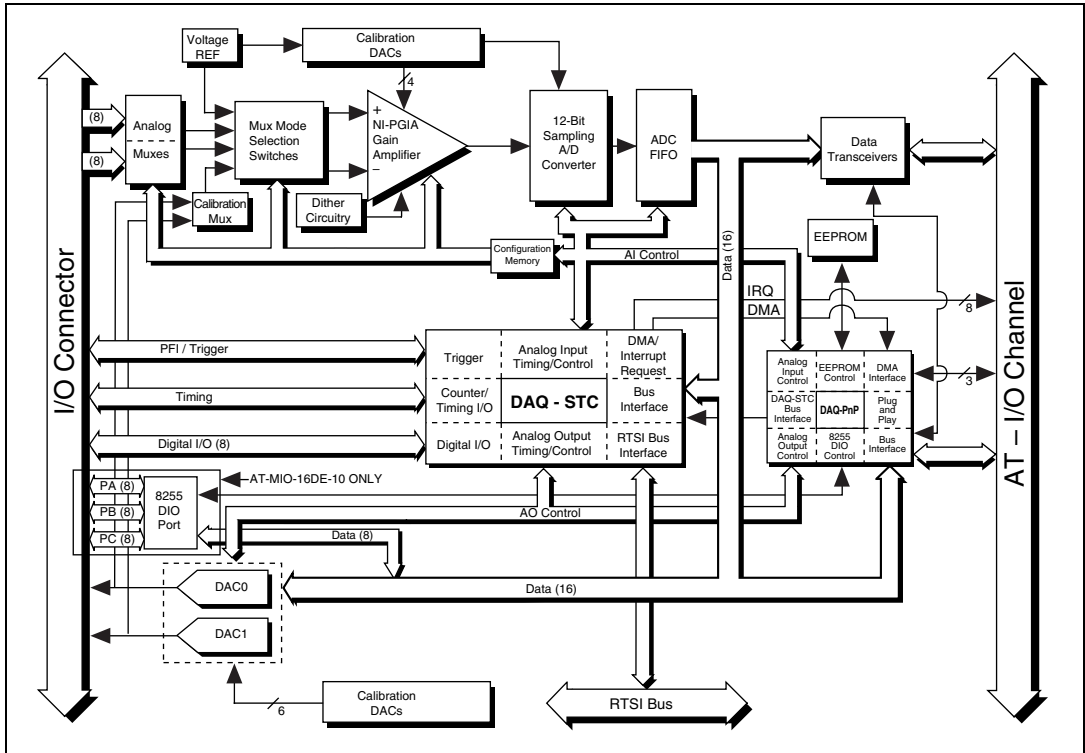 Voltage
REF
Calibration
DACs
4
(8)
(8)
Analog
Muxes
Mux Mode
Selection
Switches
+
NI-PGIA
Gain
Amplifier
–
12-Bit
Sampling
A/D
Converter
ADC
FIFO
Data
Transceivers
Calibration
Mux
Dither
Circuitry
Configuration
Memory
AI Control
Data (16)
EEPROM
IRQ
DMA
8
3
I/O Connector
AT – I/O Channel
PFI / Trigger
Timing
Digital I/O (8)
Trigger
Analog Input
Timing/Control
DMA/
Interrupt
Request
Counter/
Timing I/O
DAQ - STC
Bus
Interface
Digital I/O
Analog Output
Timing/Control
RTSI Bus
Interface
Analog
Input
Control
EEPROM
Control
DMA
Interface
DAQ-STC
Bus
Interface
DAQ-PnP
Plug
and
Play
Analog
Output
Control
8255
DIO
Control
Bus
Interface
AT-MIO-16DE-10 ONLY
PA (8)
PB (8)
PC (8)
8255
DIO
Port
AO Control
Data (8)
Data (16)
DAC0
DAC1
6
Calibration
DACs
RTSI Bus